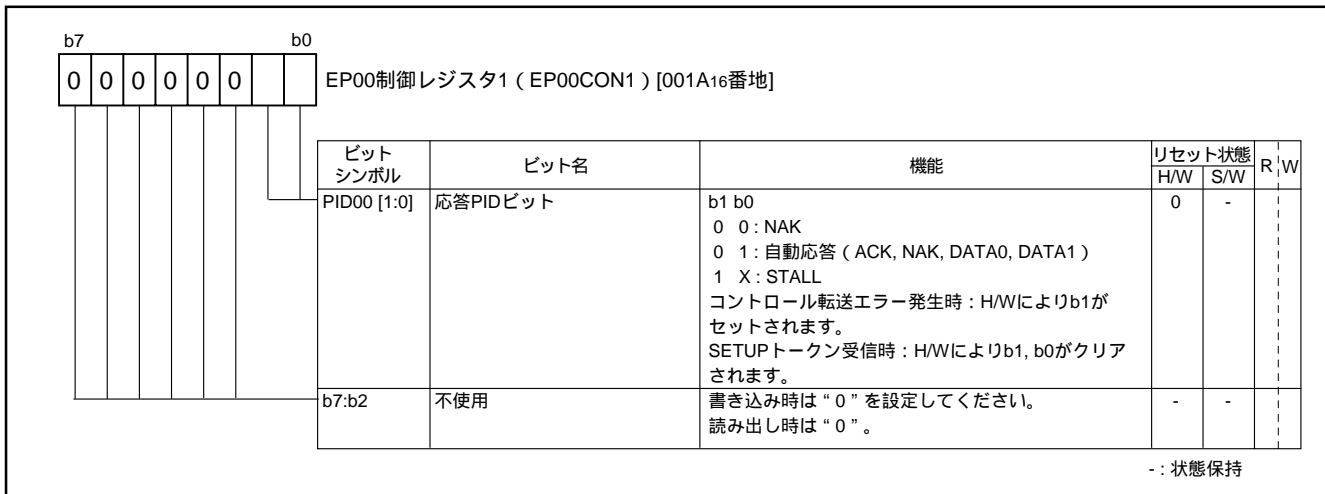 b7 b0
0 0 0 0 0 0 EP00制御レジスタ1（EP00CON1）[001A16番地]
ビット
シンボル ビット名 機能 リセット状態 R W
H/W S/W
PID00 [1:0] 応答PIDビット b1 b0 0 -
0 0 : NAK
0 1 : 自動応答（ACK, NAK, DATA0, DATA1）
1 X : STALL
コントロール転送エラー発生時：H/Wによりb1が
セットされます。
SETUPトークン受信時：H/Wによりb1, b0がクリア
されます。
b7:b2 不使用 書き込み時は“0”を設定してください。 - -
読み出し時は“0”。
- : 状態保持